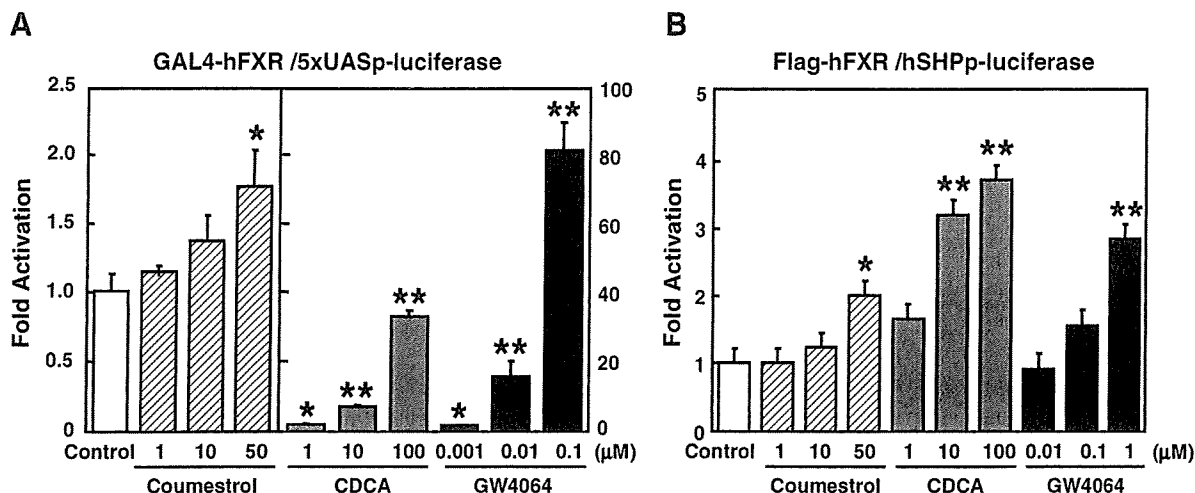 A
GAL4-hFXR /5xUASp-luciferase
Fold Activation
2.5
2.0
1.5
1.0
0.5
0
100
80
60
40
20
0
*
*
**
**
*
**
**
Control 1 10 50 1 10 100 0.001 0.01 0.1 (μM)
Coumestrol CDCA GW4064
B
Flag-hFXR /hSHPp-luciferase
Fold Activation
5
4
3
2
1
0
*
**
**
**
Control 1 10 50 1 10 100 0.01 0.1 1 (μM)
Coumestrol CDCA GW4064